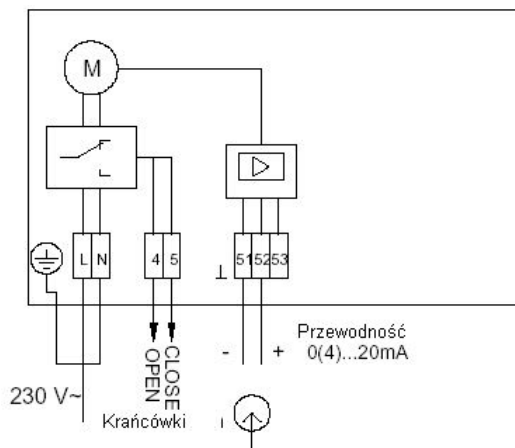 M
L N 4 5 ⊥ 51 52 53
OPEN
CLOSE
- +
Przewodność
0(4)...20mA
230 V~
Krańcówki